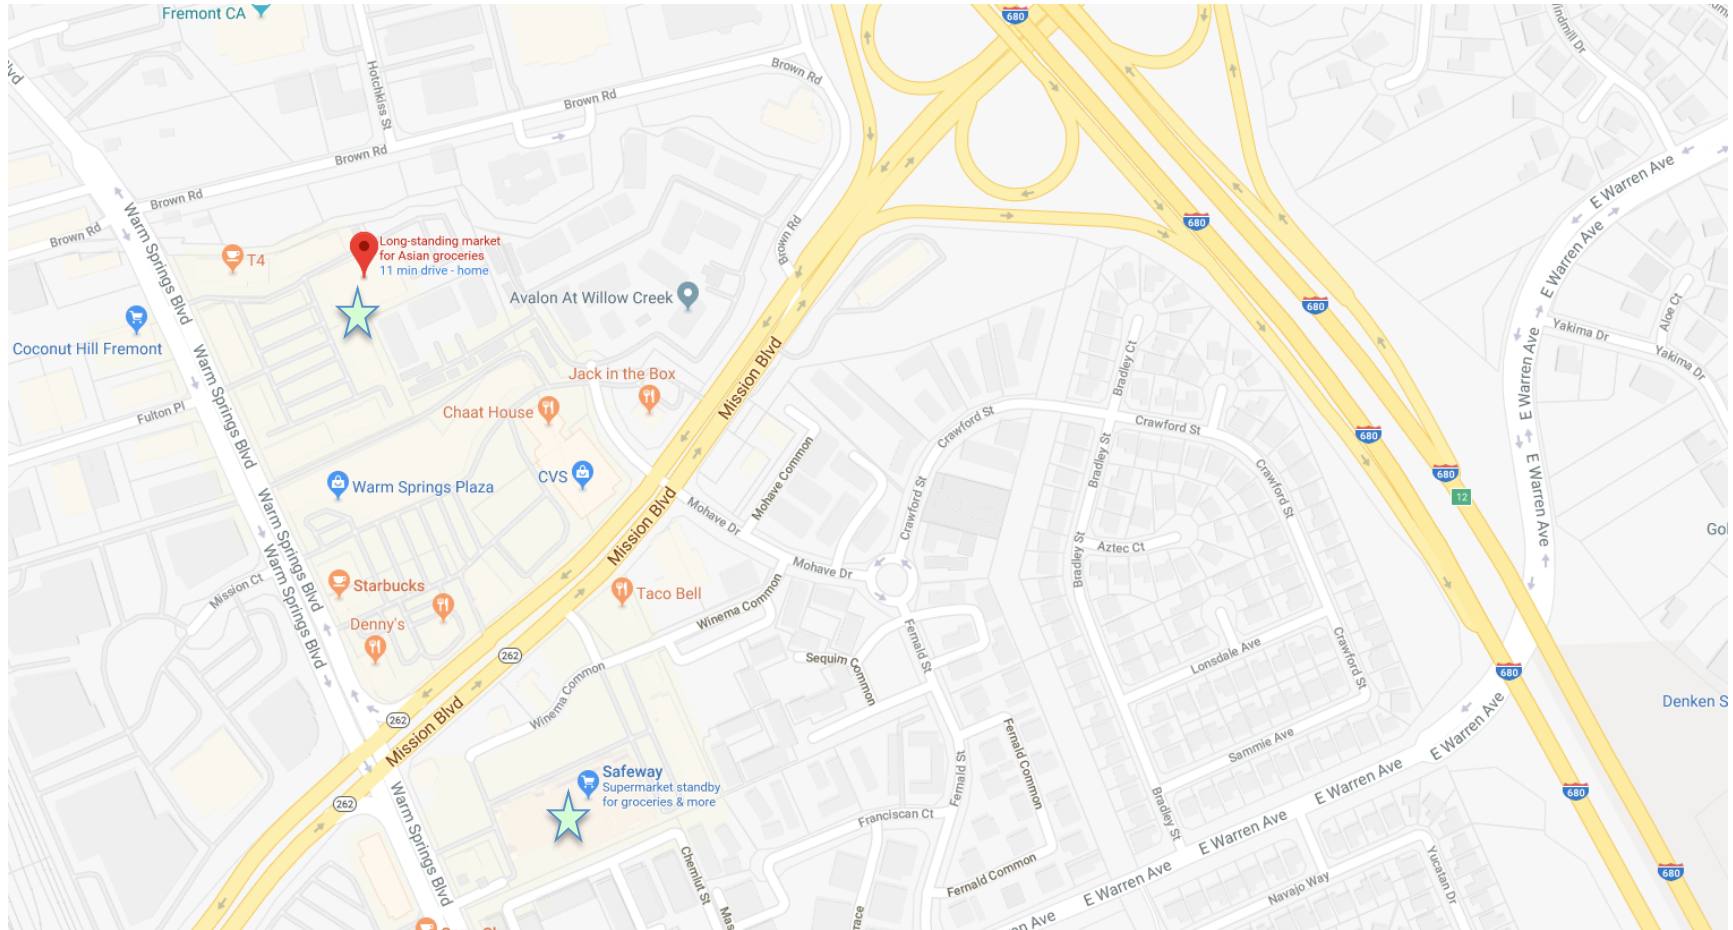 Fremont CA
680
Hotchkiss St
Brown Rd
Brown Rd
Brown Rd
Brown Rd
Brown Rd
Brown Rd
E Warren Ave
E Warren Ave
E Warren Ave
E Warren Ave
E Warren Ave
Warm Springs Blvd
T4
Long-standing market
for Asian groceries
11 min drive - home
680
680
Avalon At Willow Creek
Coconut Hill Fremont
Yakima Dr
Yakima Dr
Aloe Ct
Warm Springs Blvd
Jack in the Box
Mission Blvd
Bradley Ct
Fulton Pl
Chaat House
Crawford St
Crawford St
680
Mohave Common
Bradley St
CVS
Warm Springs Plaza
Crawford St
Crawford St
680
12
Warm Springs Blvd
Warm Springs Blvd
Mission Blvd
Mohave Dr
Aztec Ct
Bradley St
Mission Ct
Starbucks
Taco Bell
Mohave Dr
Winema Common
Denny's
262
Sequim Common
Fernald St
Lonsdale Ave
Crawford St
680
Winema Common
262
Mission Blvd
Fernald Common
Sammie Ave
E Warren Ave
Safeway
Supermarket standby
for groceries & more
262
Warm Springs Blvd
Fernald St
Franciscan Ct
Bradley St
E Warren Ave
680
E Warren Ave
Chemlut St
Fernald Common
E Warren Ave
Navajo Way
Yucatan Dr
680